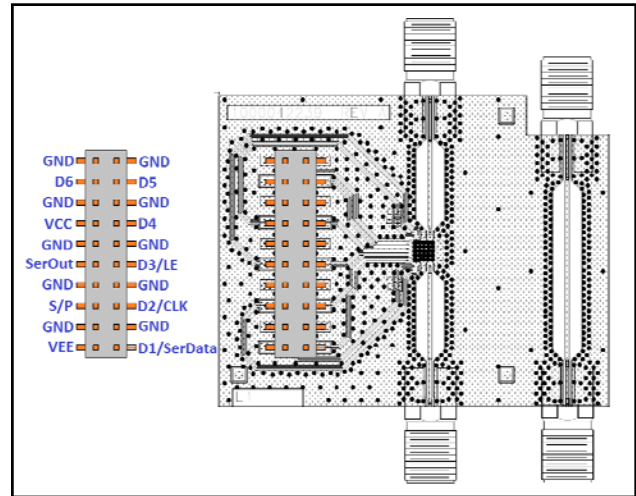 GND GND
D6 D5
GND GND
VCC D4
GND GND
SerOut D3/LE
GND GND
S/P D2/CLK
GND GND
VEE D1/SerData